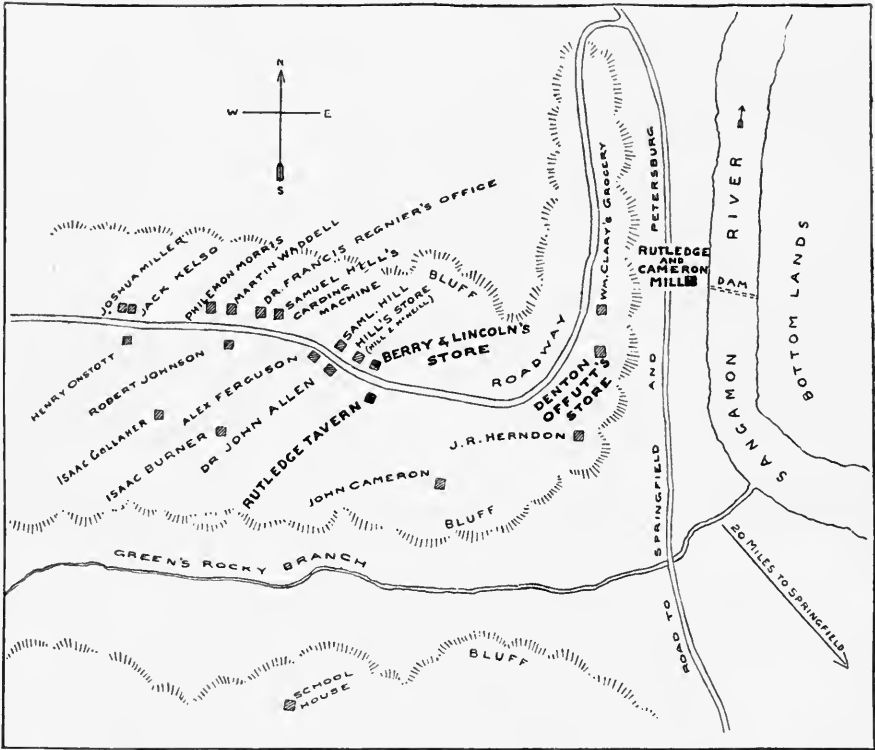 N
W
E
S
JOSHUA MILLER
JACK KELSO
PHILEMON MORRIS
MARTIN WADDELL
DR. FRANCIS REGNIER'S OFFICE
SAMUEL HILL'S
CARDING
MACHINE
SAML. HILL
HILL'S STORE
(HILL & McNEILL)
BERRY & LINCOLN'S
STORE
BLUFF
ROADWAY
WM. CLARY'S GROCERY
DENTON
OFFUTT'S
STORE
J.R. HERNDON
HENRY ONSTOTT
ROBERT JOHNSON
ALEX FERGUSON
ISAAC GOLLAHER
ISAAC BURNER
DR JOHN ALLEN
RUTLEDGE TAVERN
JOHN CAMERON
BLUFF
GREEN'S ROCKY BRANCH
BLUFF
SCHOOL
HOUSE
ROAD TO SPRINGFIELD AND PETERSBURG
RUTLEDGE
AND
CAMERON
MILL
DAM
SANGAMON RIVER
BOTTOM LANDS
20 MILES TO SPRINGFIELD